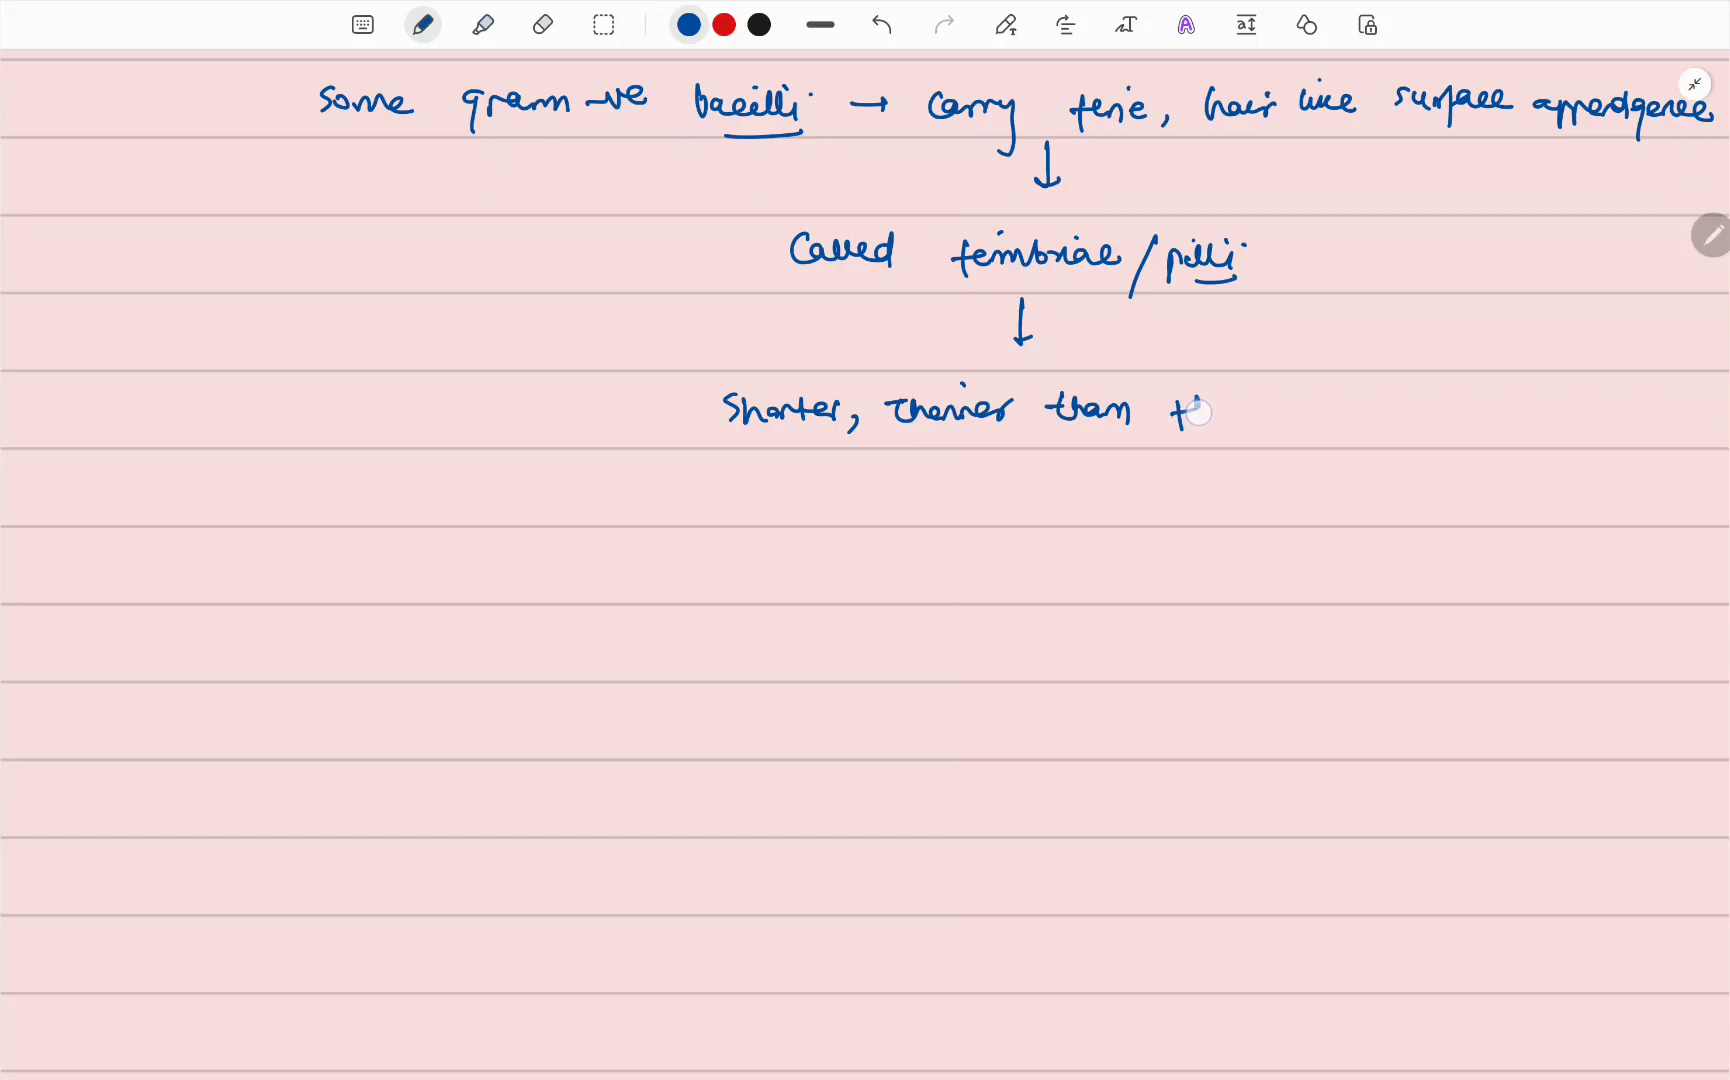 Some gram -ve bacilli → carry fine, hair like surface appendages
↓
Called fimbriae/pilli
↓
Shorter, thinner than